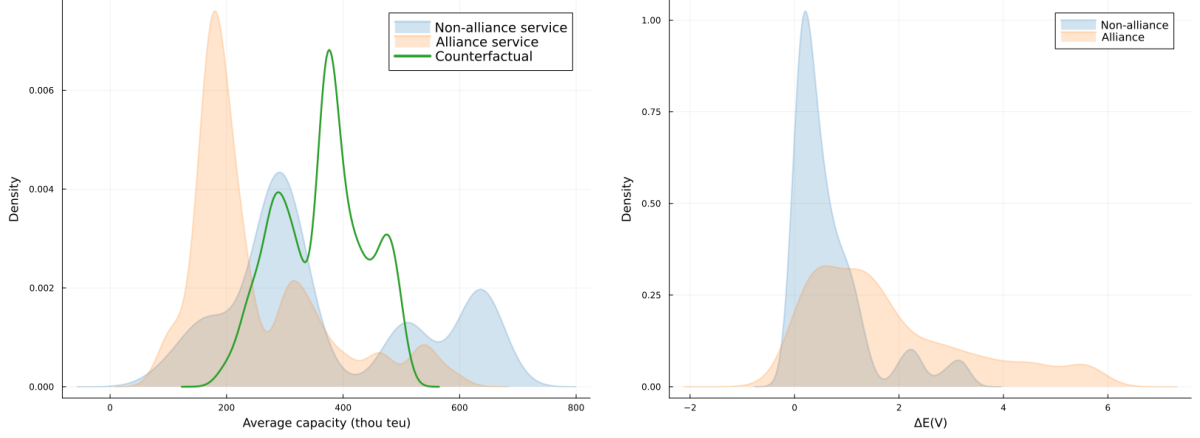 Non-alliance service
Alliance service
Counterfactual
0.006
0.004
0.002
0.000
Density
0
200
400
600
800
Average capacity (thou teu)
Non-alliance
Alliance
1.00
0.75
0.50
0.25
0.00
Density
−2
0
2
4
6
ΔE(V)